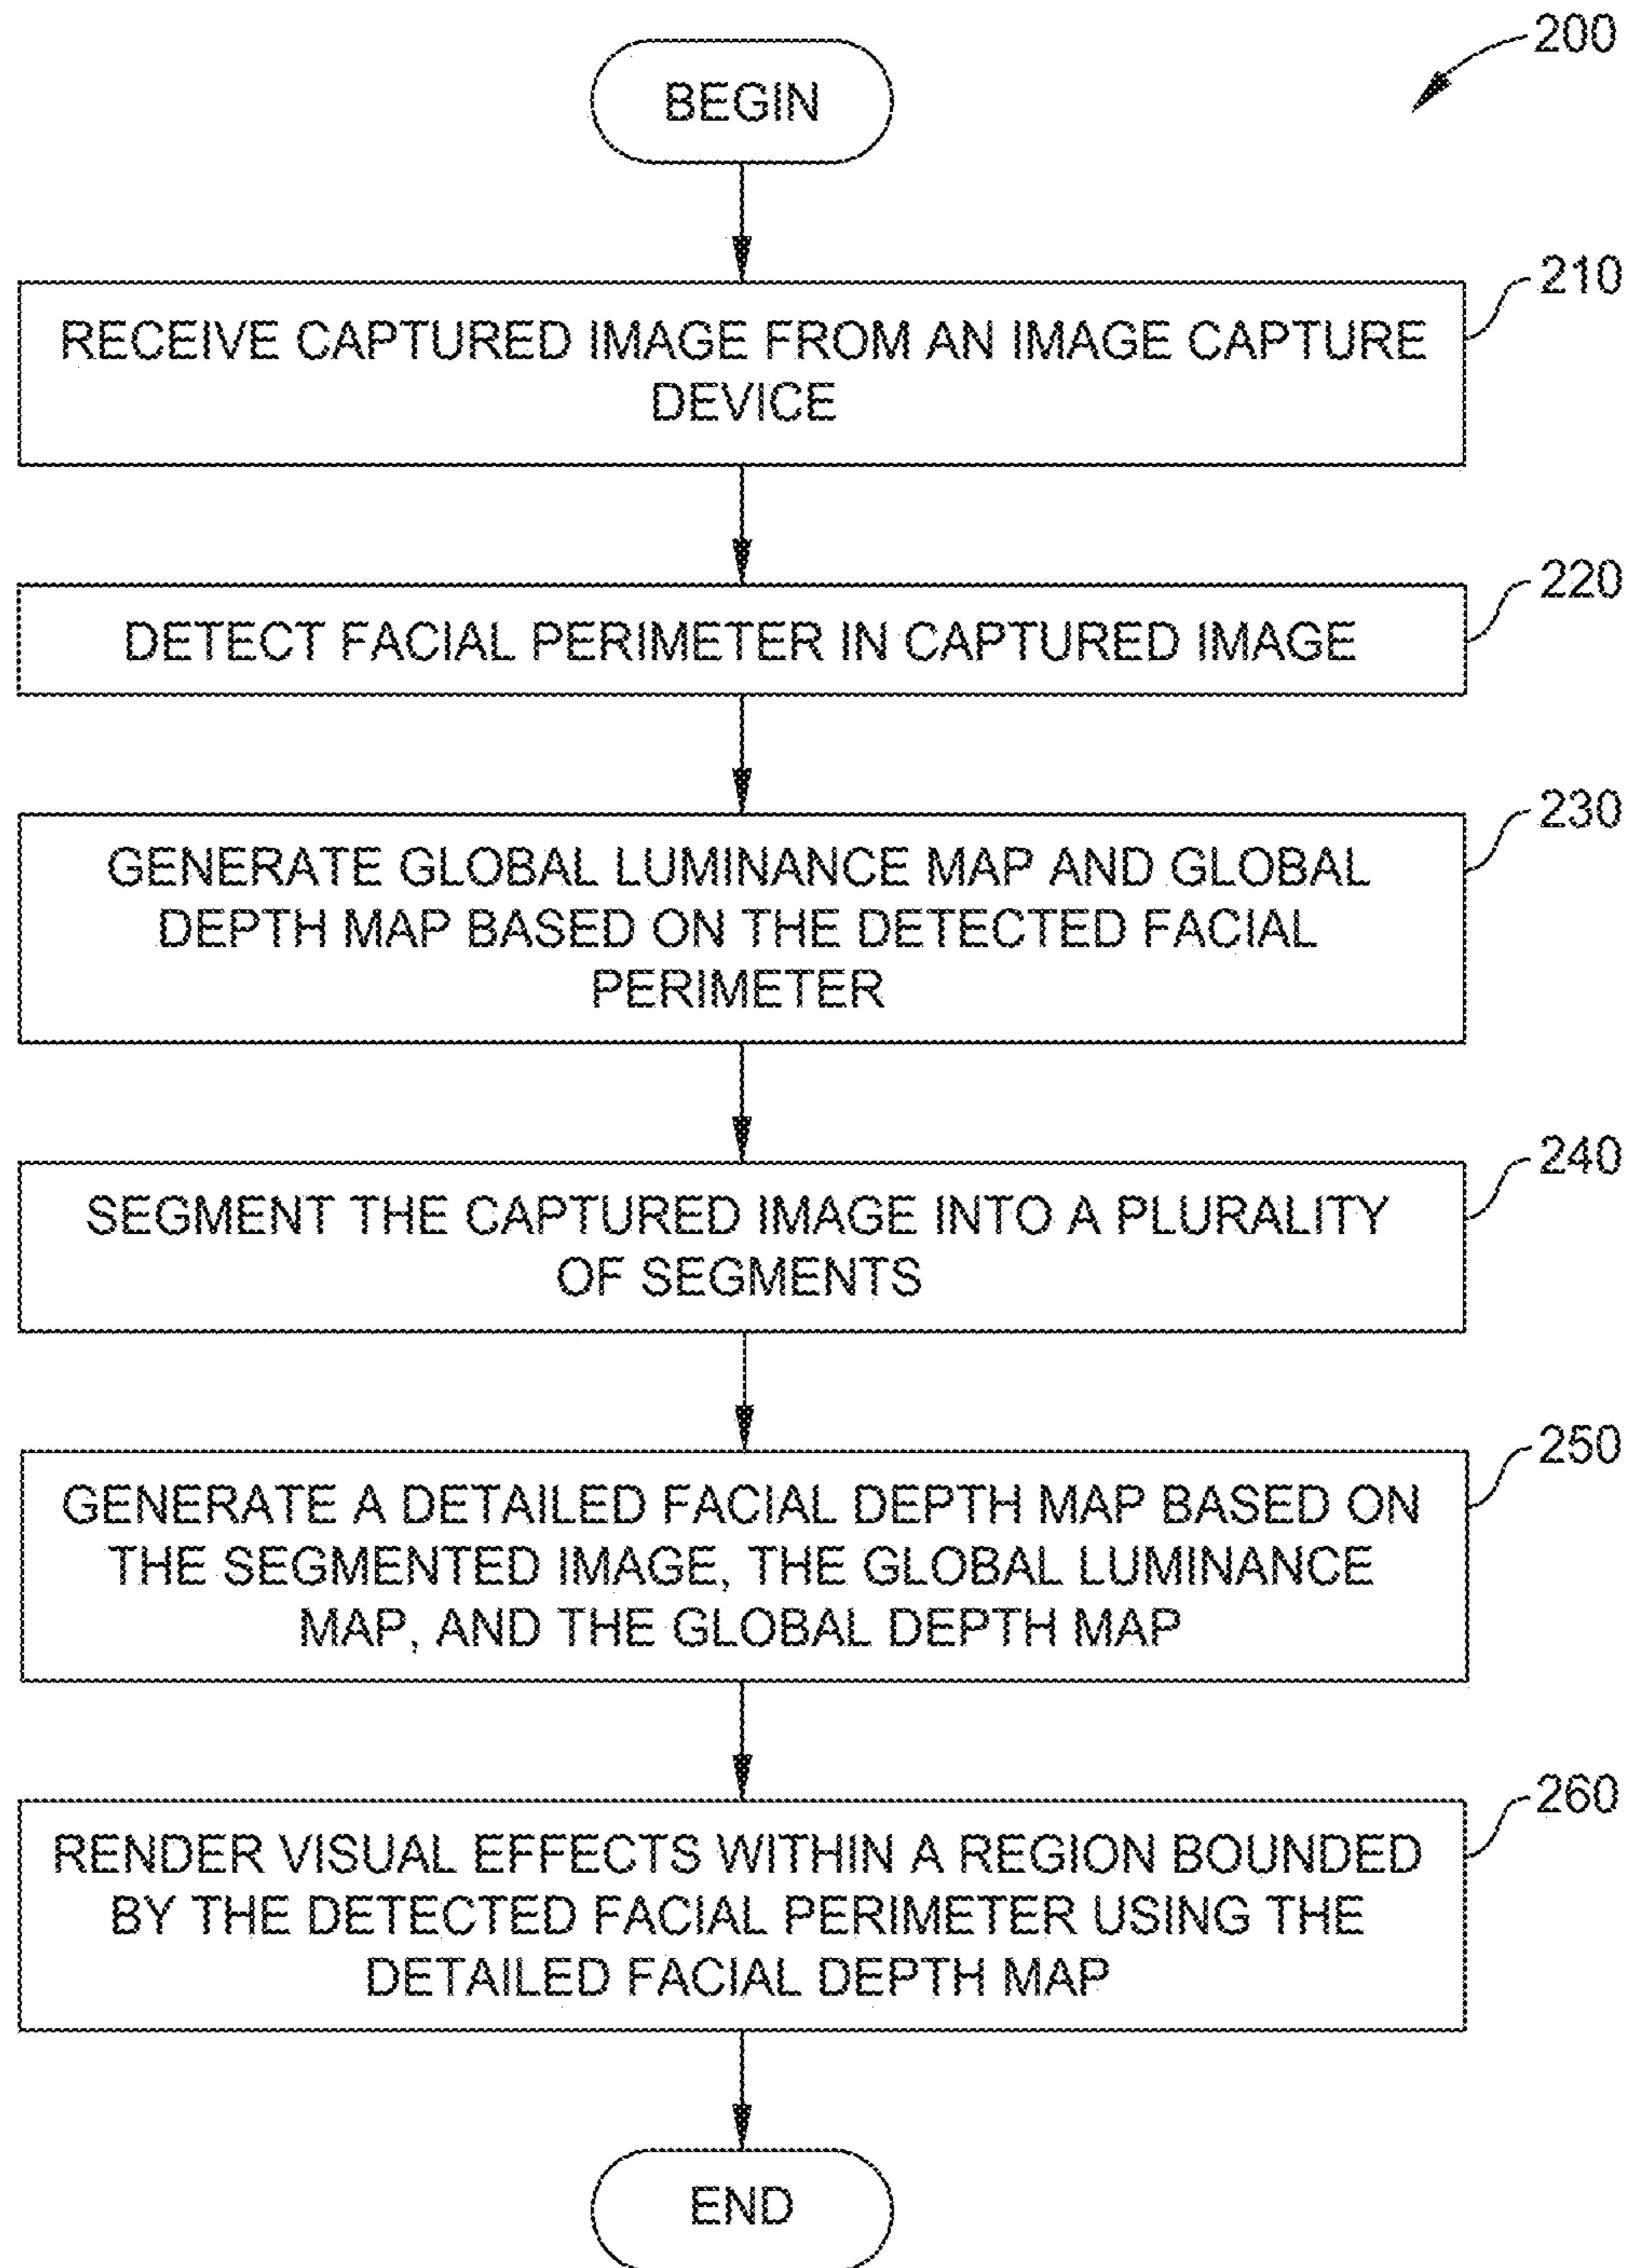 200
BEGIN
210
RECEIVE CAPTURED IMAGE FROM AN IMAGE CAPTURE
DEVICE
220
DETECT FACIAL PERIMETER IN CAPTURED IMAGE
230
GENERATE GLOBAL LUMINANCE MAP AND GLOBAL
DEPTH MAP BASED ON THE DETECTED FACIAL
PERIMETER
240
SEGMENT THE CAPTURED IMAGE INTO A PLURALITY
OF SEGMENTS
250
GENERATE A DETAILED FACIAL DEPTH MAP BASED ON
THE SEGMENTED IMAGE, THE GLOBAL LUMINANCE
MAP, AND THE GLOBAL DEPTH MAP
260
RENDER VISUAL EFFECTS WITHIN A REGION BOUNDED
BY THE DETECTED FACIAL PERIMETER USING THE
DETAILED FACIAL DEPTH MAP
END